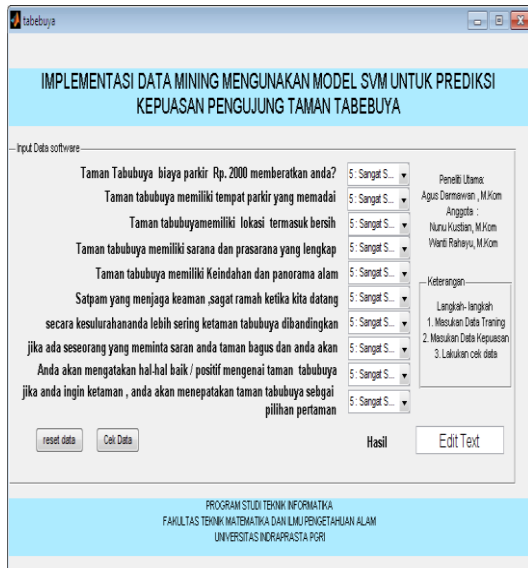 tabebuya
IMPLEMENTASI DATA MINING MENGUNAKAN MODEL SVM UNTUK PREDIKSI
KEPUASAN PENGUJUNG TAMAN TABEBUYA
Input Data software
Taman Tabubuya biaya parkir Rp. 2000 memberatkan anda?
5 : Sangat S...
Taman tabubuya memiliki tempat parkir yang memadai
5 : Sangat S...
Taman tabubuyamemiliki lokasi termasuk bersih
5 : Sangat S...
Taman tabubuya memiliki sarana dan prasarana yang lengkap
5 : Sangat S...
Taman tabubuya memiliki Keindahan dan panorama alam
5 : Sangat S...
Satpam yang menjaga keaman ,sagat ramah ketika kita datang
5 : Sangat S...
secara kesulurahananda lebih sering ketaman tabubuya dibandingkan
5 : Sangat S...
jika ada seseorang yang meminta saran anda taman bagus dan anda akan
5 : Sangat S...
Anda akan mengatakan hal-hal baik / positif mengenai taman tabubuya
5 : Sangat S...
jika anda ingin ketaman , anda akan menepatakan taman tabubuya sebgai
pilihan pertaman
5 : Sangat S...
Peneliti Utama:
Agus Darmawan , M.Kom
Anggota :
Nunu Kustian, M.Kom
Wanti Rahayu, M.Kom
Keterangan
Langkah- langkah
1. Masukan Data Traning
2. Masukan Data Kepuasan
3. Lakukan cek data
reset data
Cek Data
Hasil
Edit Text
PROGRAM STUDI TEKNIK INFORMATIKA
FAKULTAS TEKNIK MATEMATIKA DAN ILMU PENGETAHUAN ALAM
UNIVERSITAS INDRAPRASTA PGRI